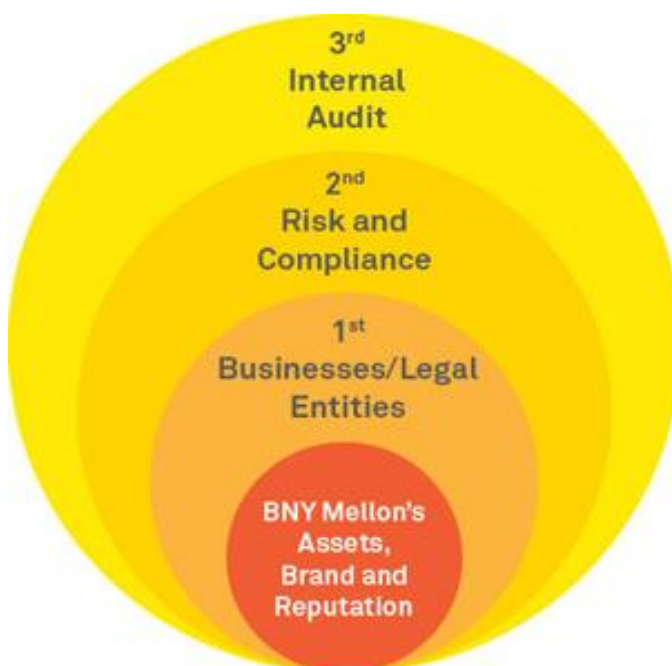 3rd
Internal
Audit
2nd
Risk and
Compliance
1st
Businesses/Legal
Entities
BNY Mellon's
Assets,
Brand and
Reputation